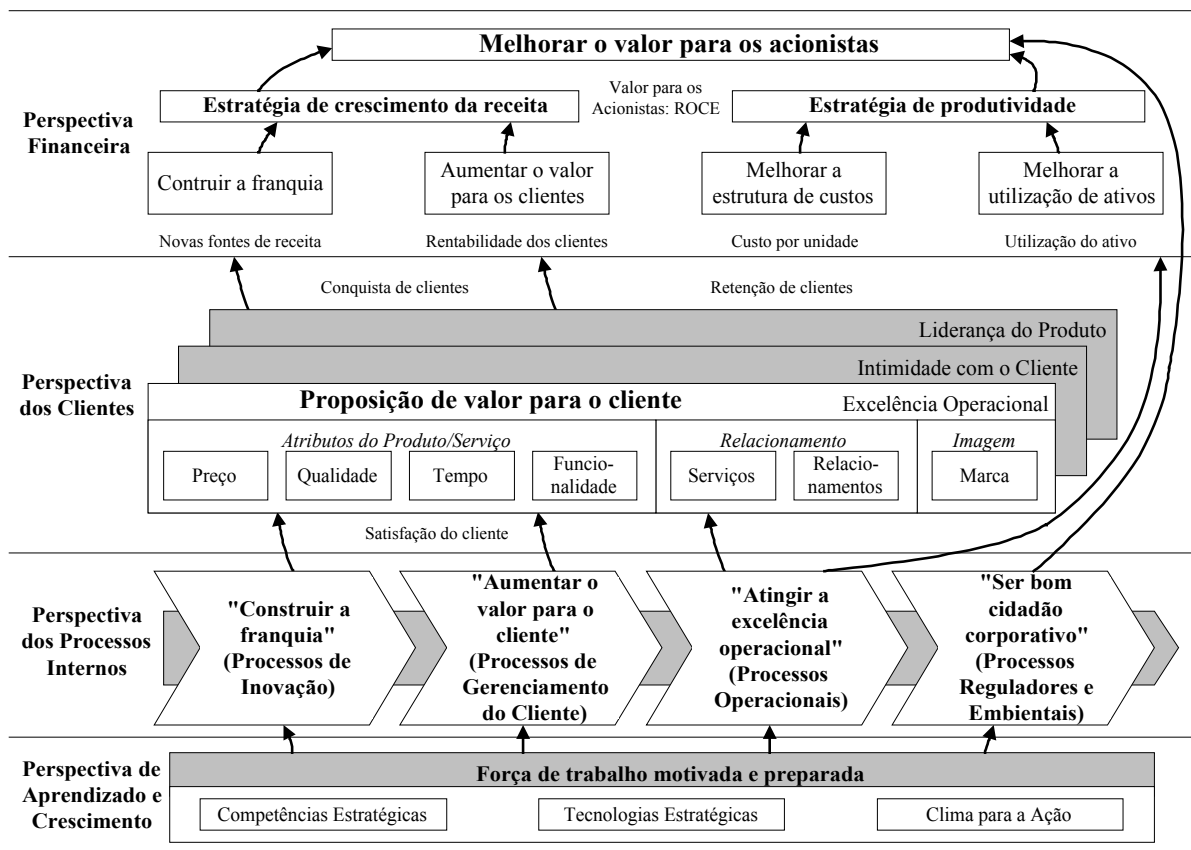 Melhorar o valor para os acionistas
Perspectiva
Financeira
Estratégia de crescimento da receita
Valor para os
Acionistas: ROCE
Estratégia de produtividade
Contruir a franquia
Aumentar o valor
para os clientes
Melhorar a
estrutura de custos
Melhorar a
utilização de ativos
Novas fontes de receita
Rentabilidade dos clientes
Custo por unidade
Utilização do ativo
Conquista de clientes
Retenção de clientes
Perspectiva
dos Clientes
Liderança do Produto
Intimidade com o Cliente
Proposição de valor para o cliente
Excelência Operacional
Atributos do Produto/Serviço
Relacionamento
Imagem
Preço
Qualidade
Tempo
Funcio-
nalidade
Serviços
Relacio-
namentos
Marca
Satisfação do cliente
Perspectiva
dos Processos
Internos
"Construir a
franquia"
(Processos de
Inovação)
"Aumentar o
valor para o
cliente"
(Processos de
Gerenciamento
do Cliente)
"Atingir a
excelência
operacional"
(Processos
Operacionais)
"Ser bom
cidadão
corporativo"
(Processos
Reguladores e
Embientais)
Perspectiva de
Aprendizado e
Crescimento
Força de trabalho motivada e preparada
Competências Estratégicas
Tecnologias Estratégicas
Clima para a Ação